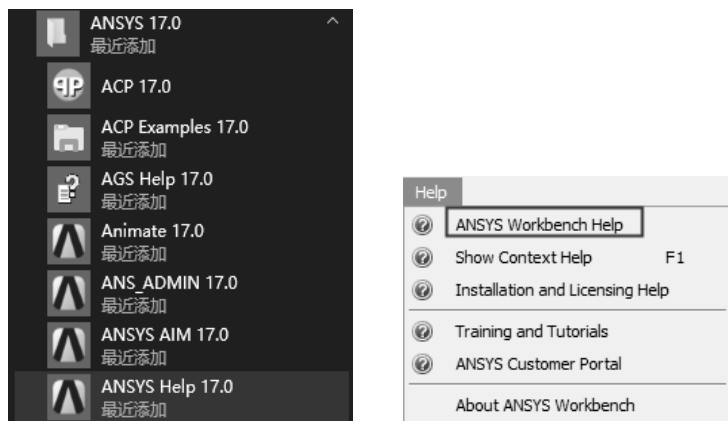 ANSYS 17.0
最近添加
ACP 17.0
ACP Examples 17.0
最近添加
AGS Help 17.0
最近添加
Animate 17.0
最近添加
ANS_ADMIN 17.0
最近添加
ANSYS AIM 17.0
最近添加
ANSYS Help 17.0
最近添加
Help
ANSYS Workbench Help
Show Context Help F1
Installation and Licensing Help
Training and Tutorials
ANSYS Customer Portal
About ANSYS Workbench